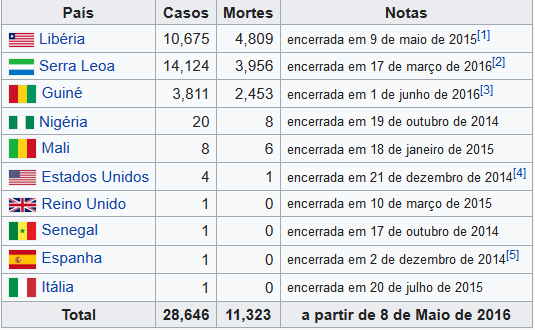 País Casos Mortes Notas
Libéria 10,675 4,809 encerrada em 9 de maio de 2015[1]
Serra Leoa 14,124 3,956 encerrada em 17 de março de 2016[2]
Guiné 3,811 2,453 encerrada em 1 de junho de 2016[3]
Nigéria 20 8 encerrada em 19 de outubro de 2014
Mali 8 6 encerrada em 18 de janeiro de 2015
Estados Unidos 4 1 encerrada em 21 de dezembro de 2014[4]
Reino Unido 1 0 encerrada em 10 de março de 2015
Senegal 1 0 encerrada em 17 de outubro de 2014
Espanha 1 0 encerrada em 2 de dezembro de 2014[5]
Itália 1 0 encerrada em 20 de julho de 2015
Total 28,646 11,323 a partir de 8 de Maio de 2016